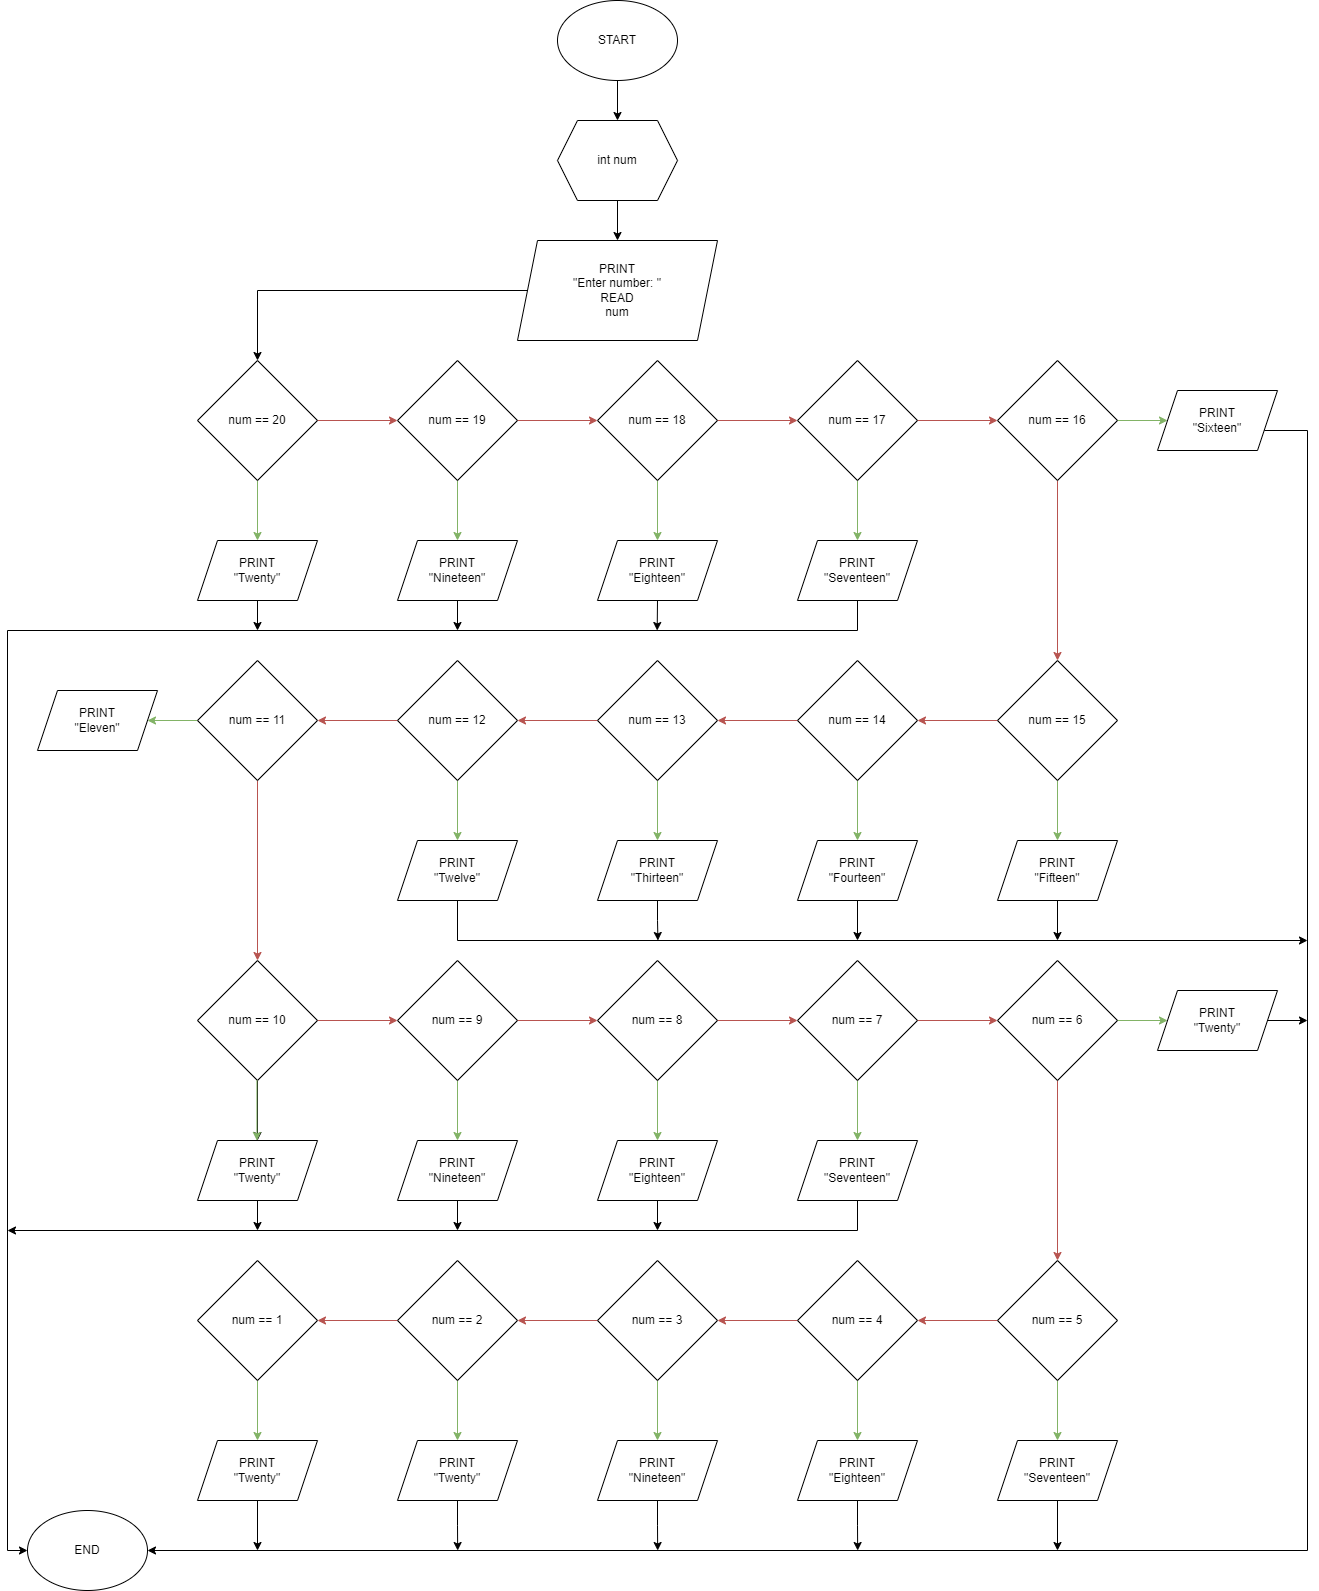 START
int num
PRINT
"Enter number: "
READ
num
num == 20
num == 19
num == 18
num == 17
num == 16
PRINT
"Sixteen"
PRINT
"Twenty"
PRINT
"Nineteen"
PRINT
"Eighteen"
PRINT
"Seventeen"
PRINT
"Eleven"
num == 11
num == 12
num == 13
num == 14
num == 15
PRINT
"Twelve"
PRINT
"Thirteen"
PRINT
"Fourteen"
PRINT
"Fifteen"
num == 10
num == 9
num == 8
num == 7
num == 6
PRINT
"Twenty"
PRINT
"Twenty"
PRINT
"Nineteen"
PRINT
"Eighteen"
PRINT
"Seventeen"
num == 1
num == 2
num == 3
num == 4
num == 5
PRINT
"Twenty"
PRINT
"Twenty"
PRINT
"Nineteen"
PRINT
"Eighteen"
PRINT
"Seventeen"
END